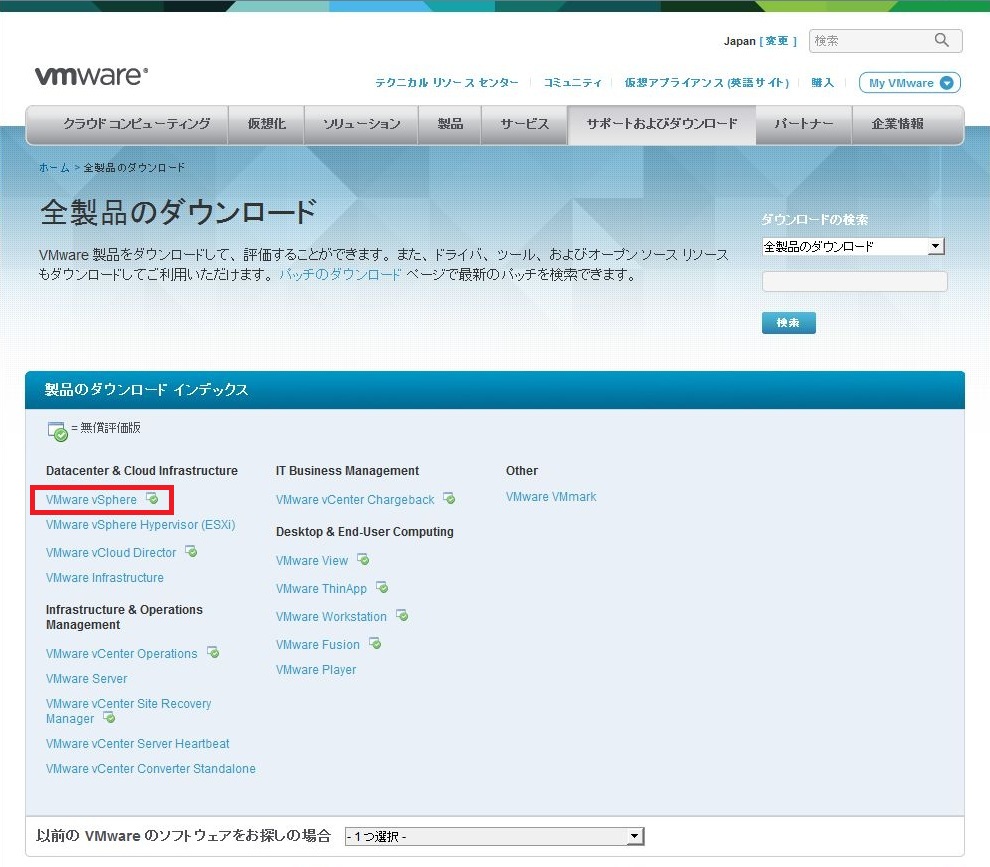 Japan [ 変更 ]
検索
vmware®
テクニカル リソース センター
コミュニティ
仮想アプライアンス (英語サイト)
購入
My VMware
クラウド コンピューティング
仮想化
ソリューション
製品
サービス
サポートおよびダウンロード
パートナー
企業情報
ホーム > 全製品のダウンロード
全製品のダウンロード
VMware 製品をダウンロードして、評価することができます。また、ドライバ、ツール、およびオープン ソース リソース
もダウンロードしてご利用いただけます。パッチのダウンロード ページで最新のパッチを検索できます。
ダウンロードの検索
全製品のダウンロード
検索
製品のダウンロード インデックス
= 無償評価版
Datacenter & Cloud Infrastructure
VMware vSphere
VMware vSphere Hypervisor (ESXi)
VMware vCloud Director
VMware Infrastructure
Infrastructure & Operations
Management
VMware vCenter Operations
VMware Server
VMware vCenter Site Recovery
Manager
VMware vCenter Server Heartbeat
VMware vCenter Converter Standalone
IT Business Management
VMware vCenter Chargeback
Desktop & End-User Computing
VMware View
VMware ThinApp
VMware Workstation
VMware Fusion
VMware Player
Other
VMware VMmark
以前の VMware のソフトウェアをお探しの場合
- 1 つ選択 -